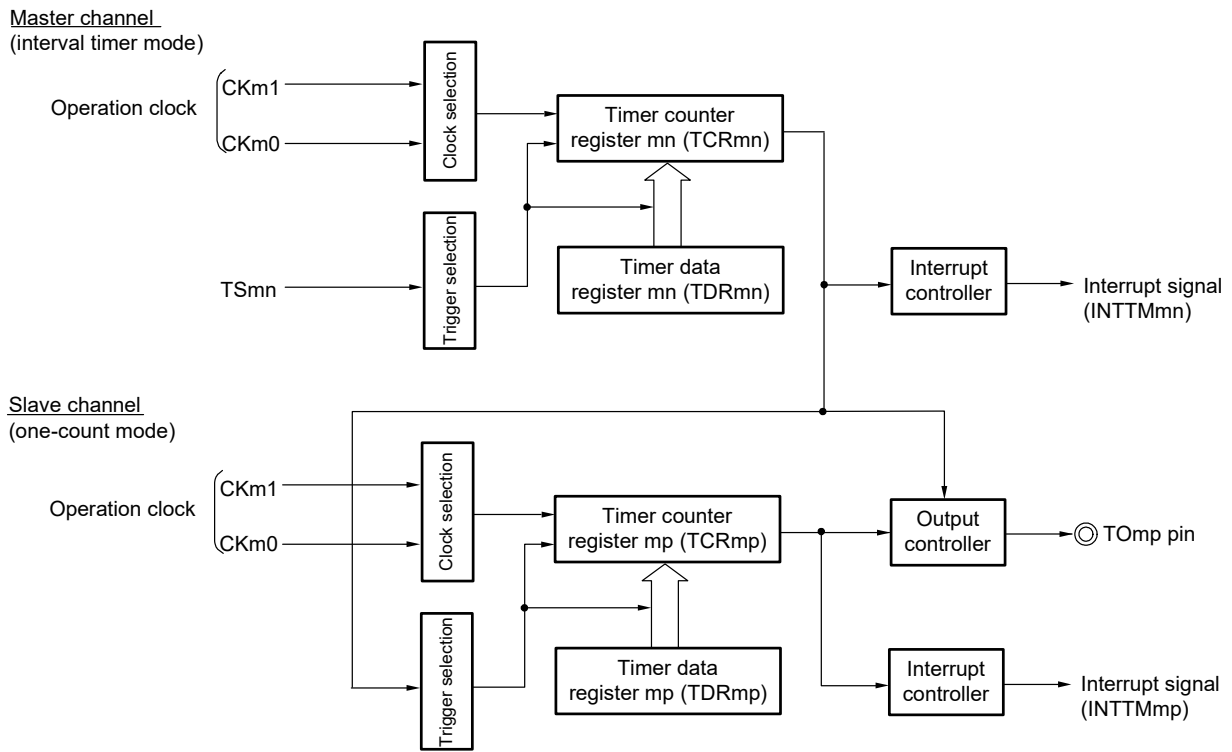 Master channel
(interval timer mode)
Operation clock
CKm1
CKm0
Clock selection
Timer counter
register mn (TCRmn)
TSmn
Trigger selection
Timer data
register mn (TDRmn)
Interrupt
controller
Interrupt signal
(INTTMmn)
Slave channel
(one-count mode)
Operation clock
CKm1
CKm0
Clock selection
Timer counter
register mp (TCRmp)
Output
controller
TOmp pin
Trigger selection
Timer data
register mp (TDRmp)
Interrupt
controller
Interrupt signal
(INTTMmp)